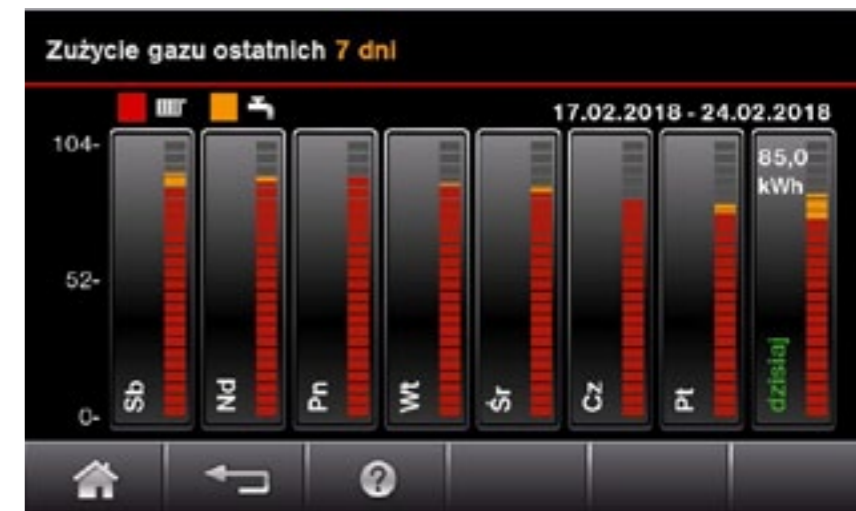 Zużycie gazu ostatnich 7 dni
17.02.2018 - 24.02.2018
104-
52-
0-
Sb
Nd
Pn
Wt
Śr
Cz
Pt
85,0
kWh
dzisiaj
?